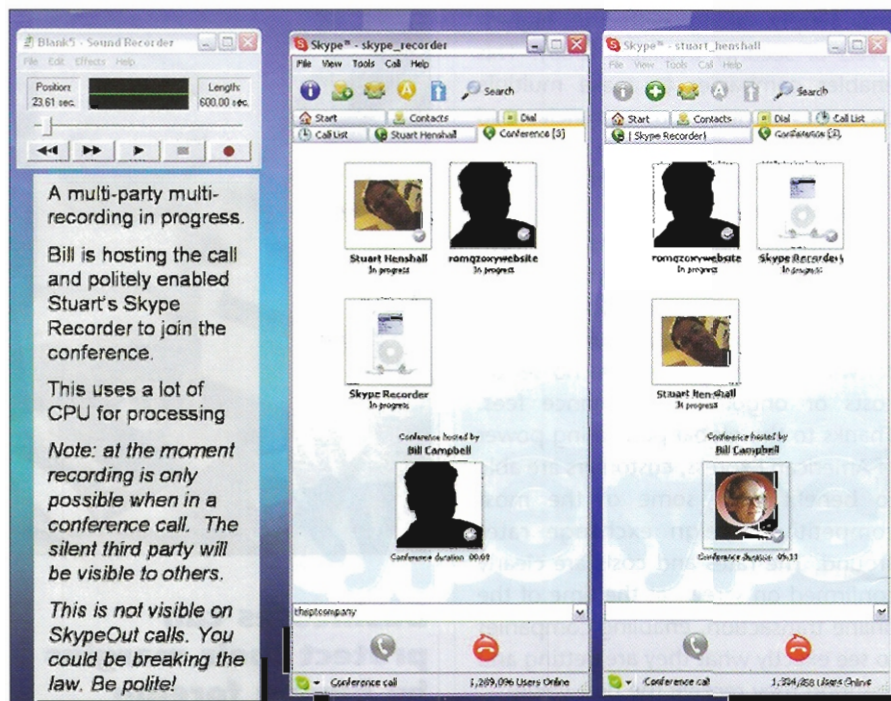 Blank5 - Sound Recorder
File Edit Effects Help
Position:
23.61 sec.
Length:
600.00 sec.
A multi-party multi-
recording in progress.
Bill is hosting the call
and politely enabled
Stuart's Skype
Recorder to join the
conference.
This uses a lot of
CPU for processing
Note: at the moment
recording is only
possible when in a
conference call. The
silent third party will
be visible to others.
This is not visible on
SkypeOut calls. You
could be breaking the
law. Be polite!
Skype™ - skype_recorder
File View Tools Call Help
Search
Start Contacts Dial
Call List Stuart Henshall Conference [3]
Stuart Henshall
In progress
romqzoxywebsite
In progress
Skype Recorder
In progress
Conference hosted by
Bill Campbell
Conference duration 00:09
theiptcompany
Conference call 1,289,096 Users Online
Skype™ - stuart_henshall
File View Tools Call Help
Search
Start Contacts Dial Call List
Skype Recorder Conference [3]
romqzoxywebsite
In progress
Skype Recorder
In progress
Stuart Henshall
In progress
Conference hosted by
Bill Campbell
Conference duration
Conference call Users Online